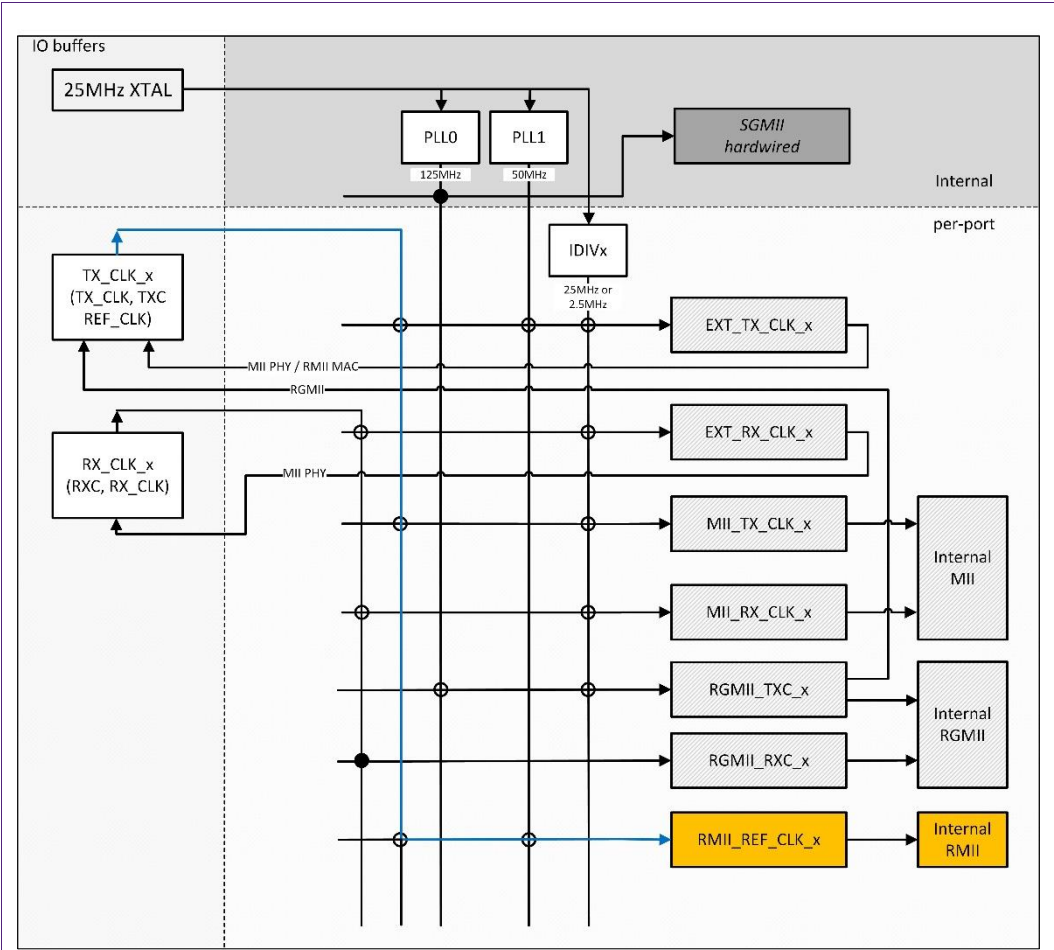 IO buffers
25MHz XTAL
PLL0
PLL1
SGMII
hardwired
125MHz
50MHz
Internal
per-port
IDIVx
25MHz or
2.5MHz
TX_CLK_x
(TX_CLK, TXC
REF_CLK)
EXT_TX_CLK_x
MII PHY / RMII MAC
RGMII
EXT_RX_CLK_x
RX_CLK_x
(RXC, RX_CLK)
MII PHY
MII_TX_CLK_x
Internal
MII
MII_RX_CLK_x
RGMII_TXC_x
Internal
RGMII
RGMII_RXC_x
RMII_REF_CLK_x
Internal
RMII